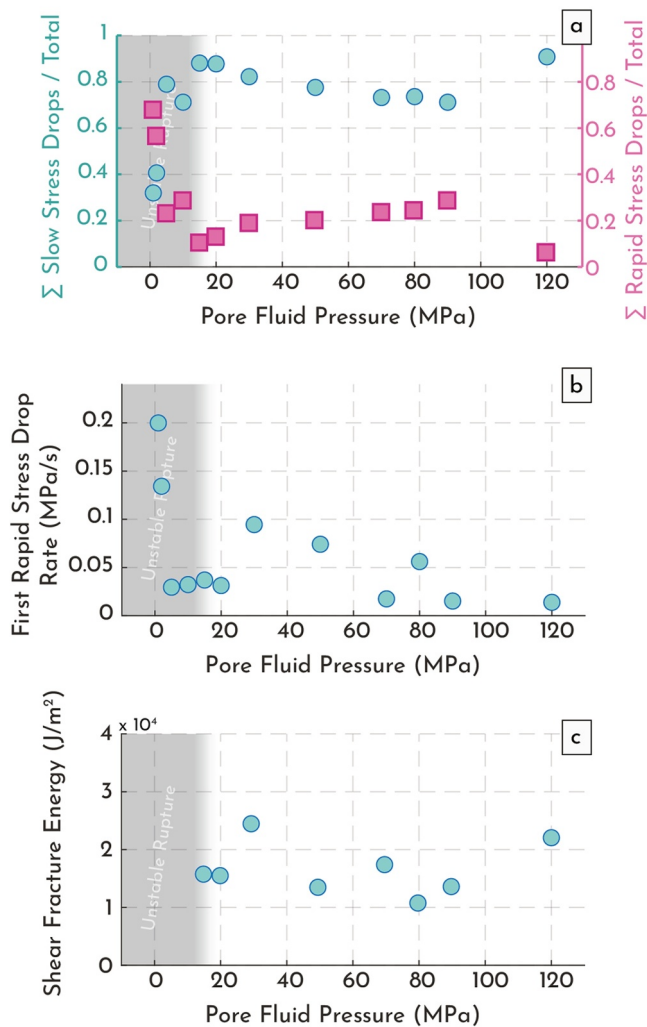 a
1
0.8
0.6
0.4
0.2
0
0.8
0.6
0.4
0.2
0
∑ Slow Stress Drops / Total
∑ Rapid Stress Drops / Total
Unstable Rupture
0 20 40 60 80 100 120
Pore Fluid Pressure (MPa)
b
0.2
0.15
0.1
0.05
0
First Rapid Stress Drop
Rate (MPa/s)
Unstable Rupture
0 20 40 60 80 100 120
Pore Fluid Pressure (MPa)
c
x 10⁴
4
3
2
1
0
Shear Fracture Energy (J/m²)
Unstable Rupture
0 20 40 60 80 100 120
Pore Fluid Pressure (MPa)